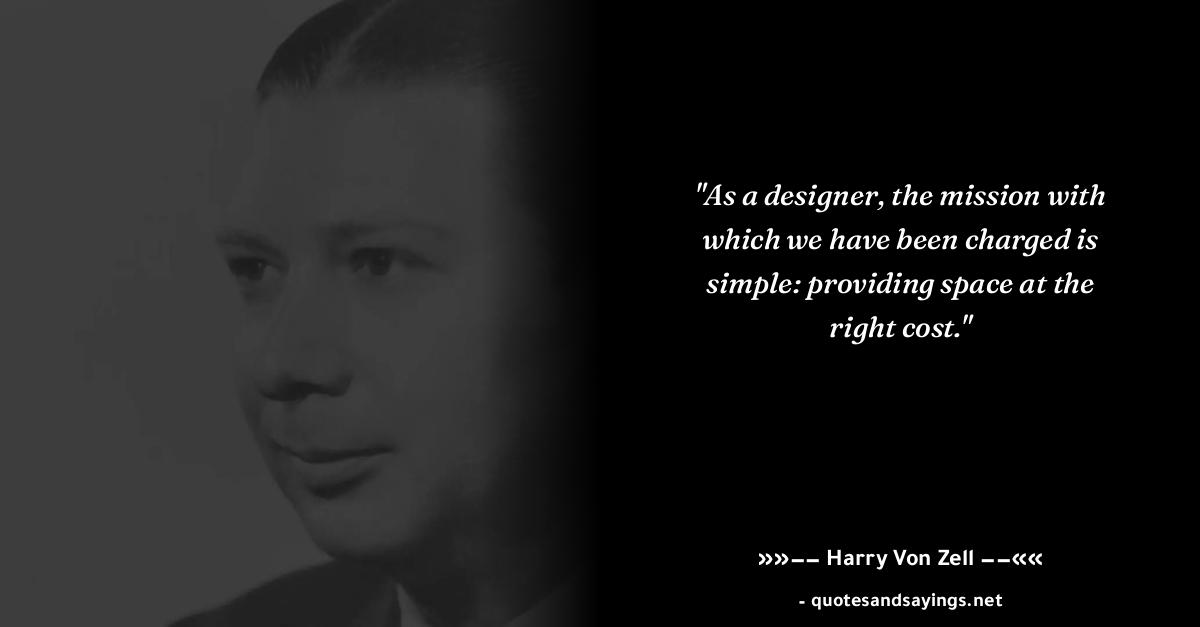 "As a designer, the mission with
which we have been charged is
simple: providing space at the
right cost."
»»−− Harry Von Zell −−««
- quotesandsayings.net